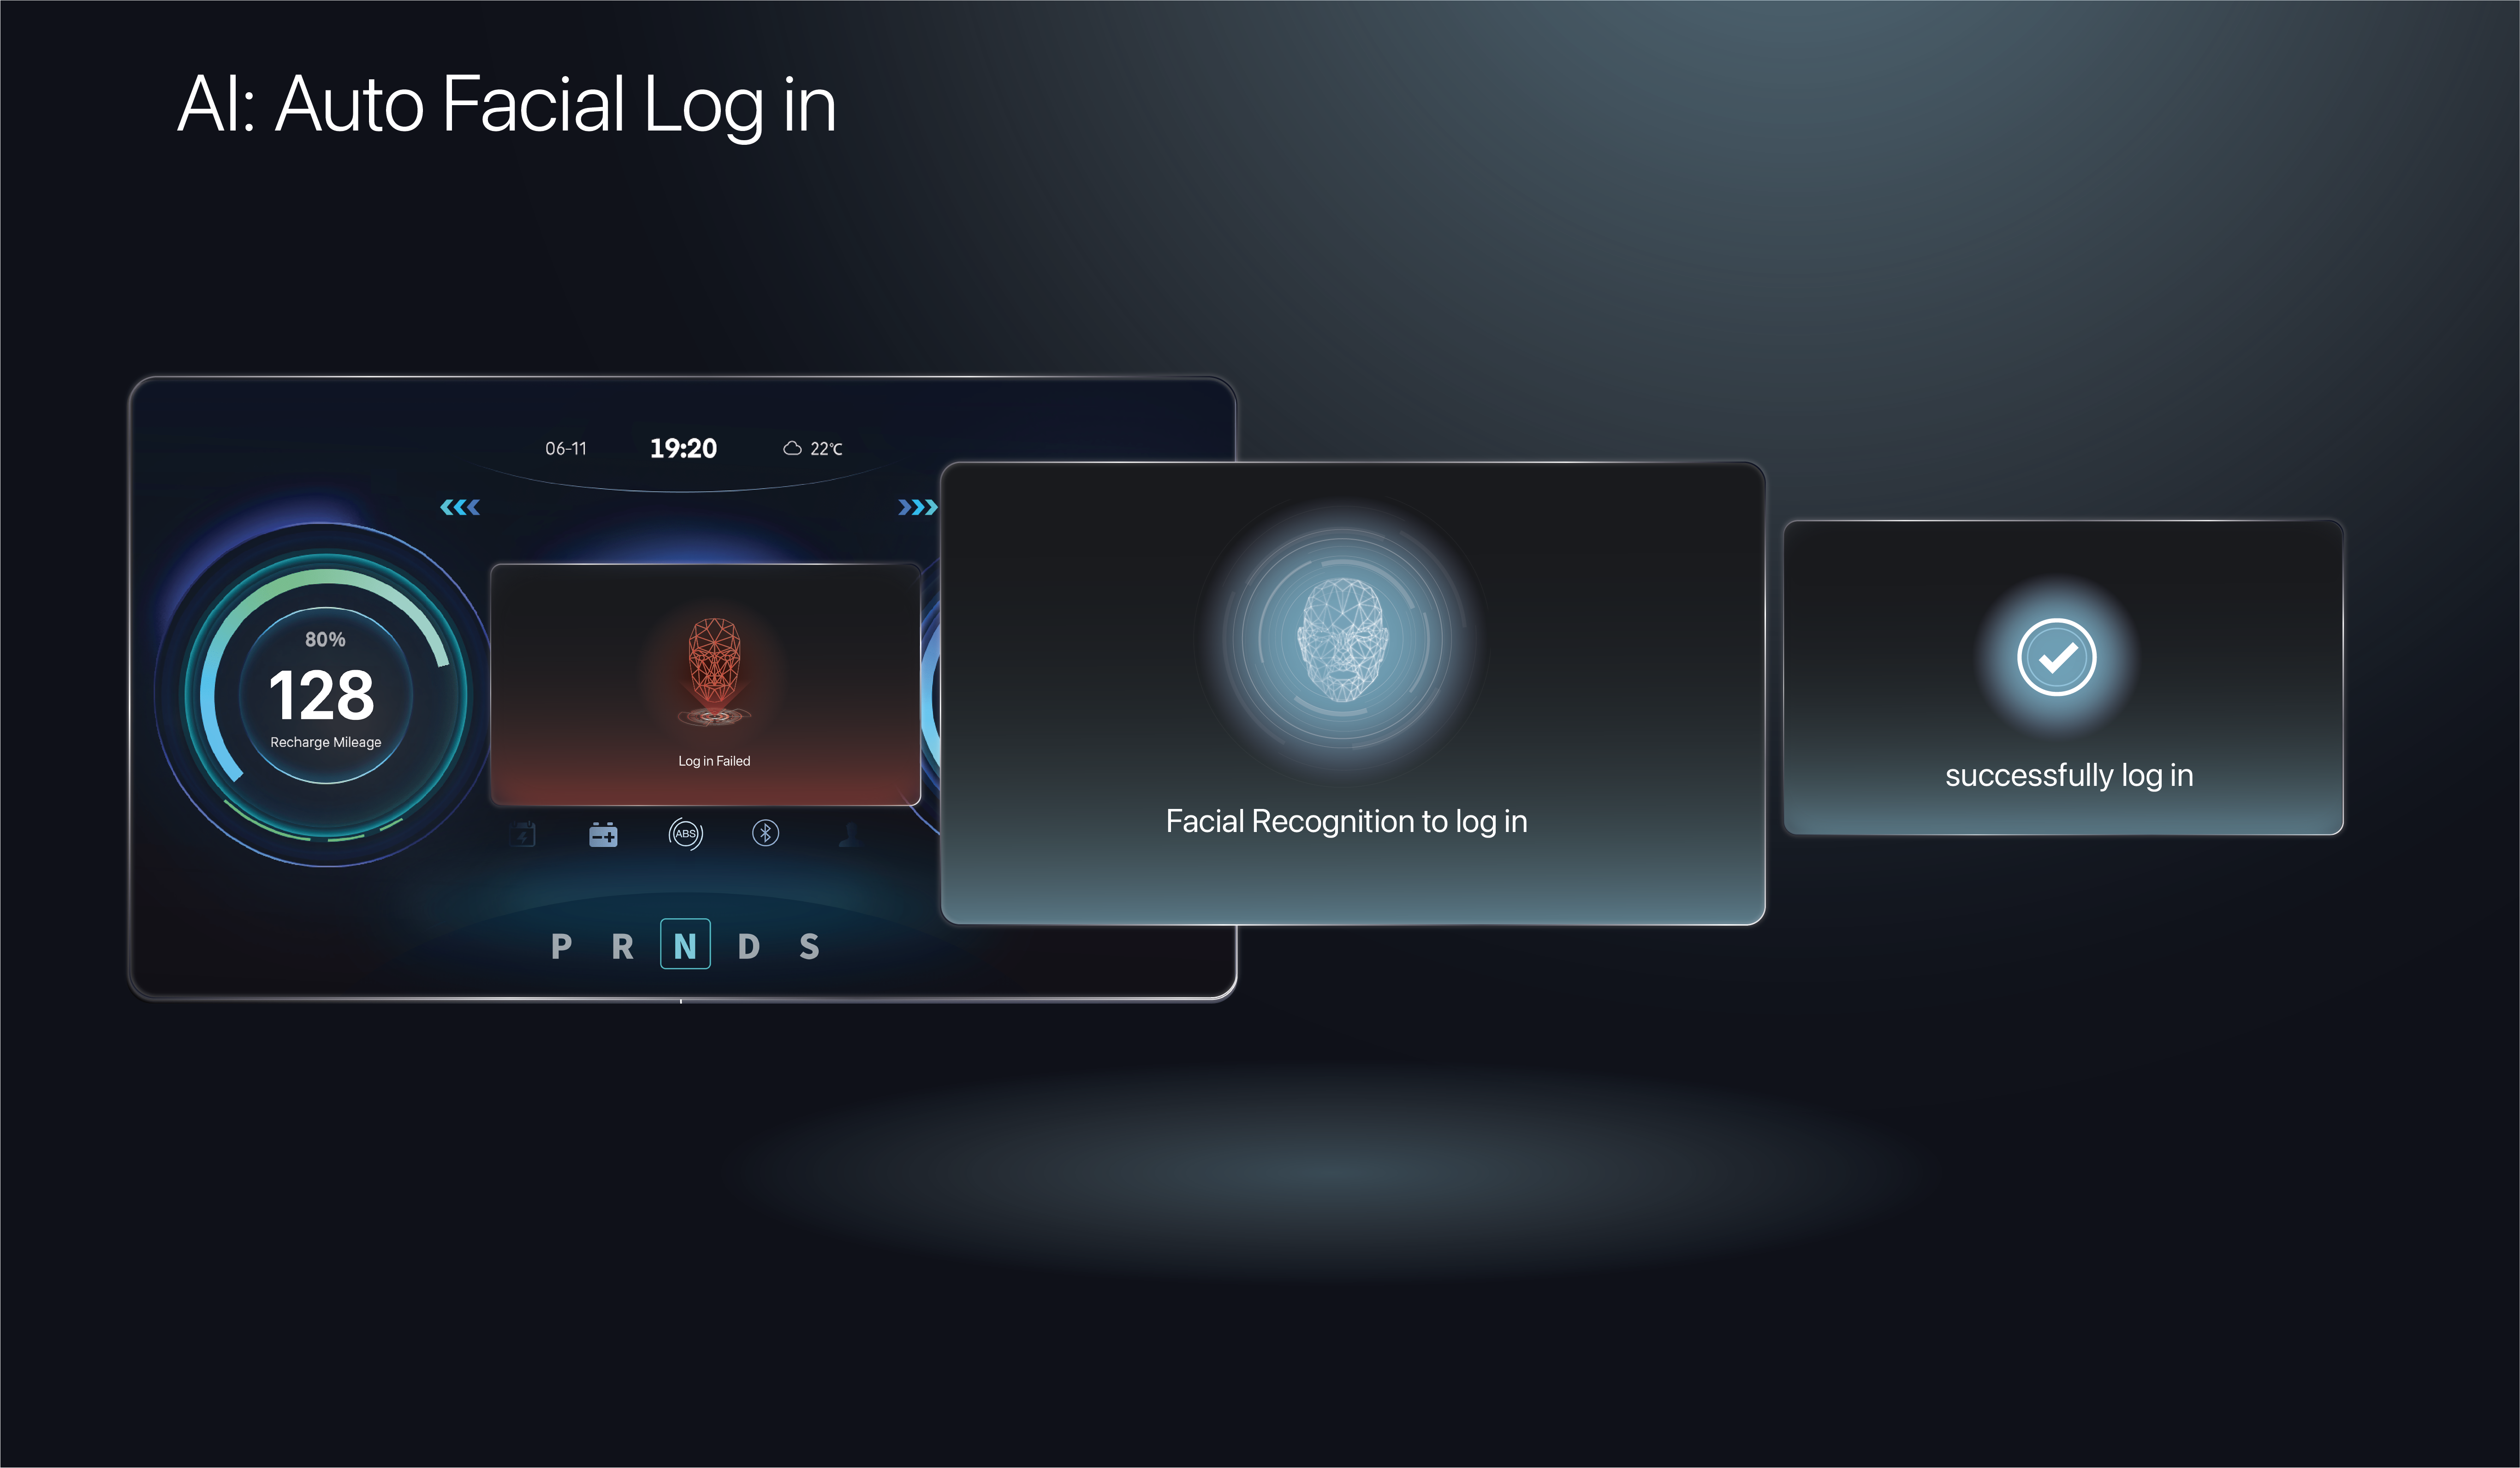 AI: Auto Facial Log in
06-11 19:20 22℃
80%
128
Recharge Mileage
Log in Failed
ABS
P R N D S
Facial Recognition to log in
successfully log in